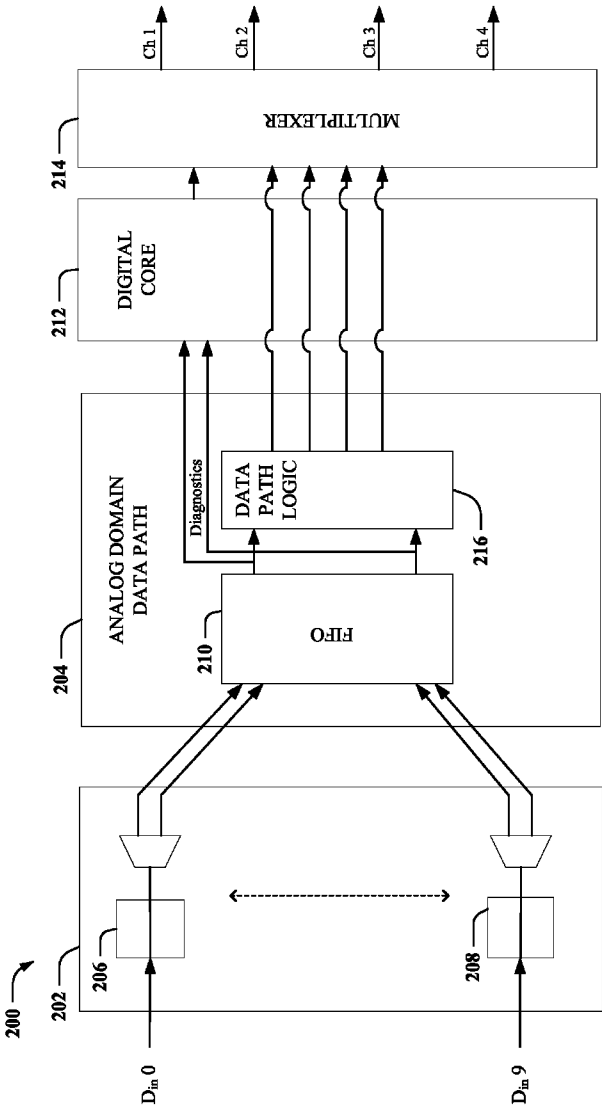 200
202
204
212
214
ANALOG DOMAIN
DATA PATH
DIGITAL
CORE
MULTIPLEXER
Ch 1
Ch 2
Ch 3
Ch 4
Diagnostics
206
210
FIFO
DATA
PATH
LOGIC
216
208
Din 0
Din 9